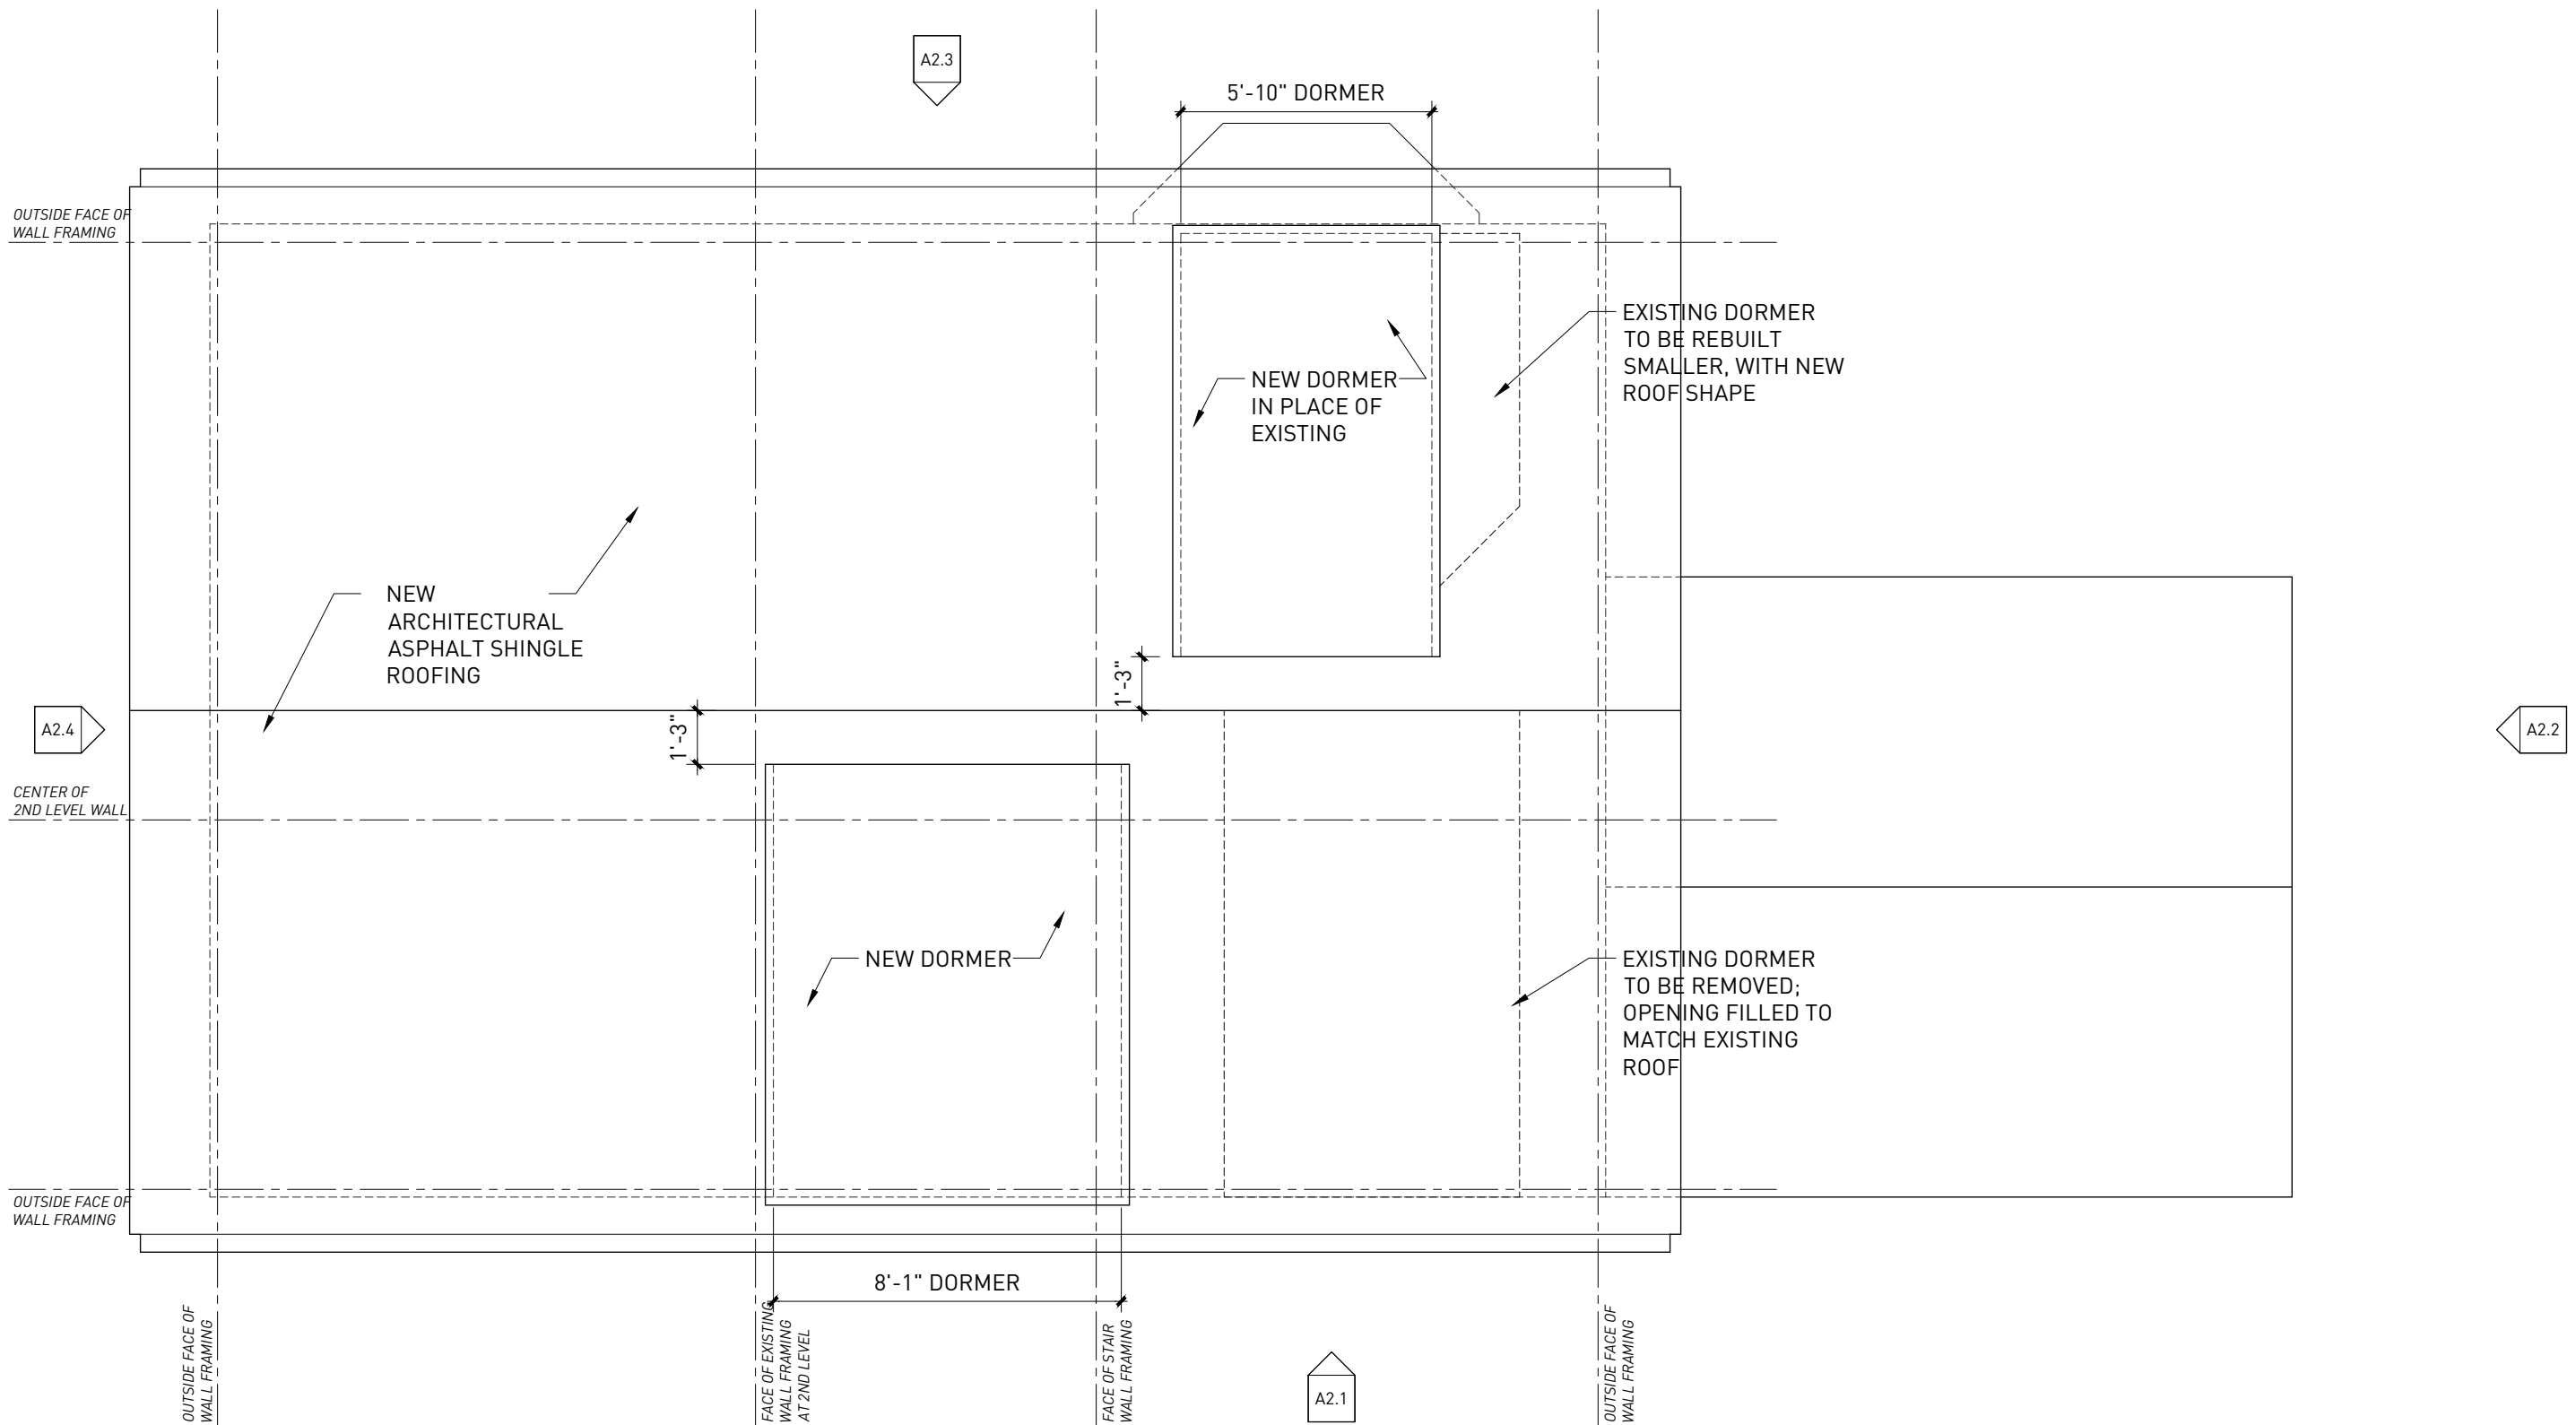 A2.3
5'-10" DORMER
OUTSIDE FACE OF
WALL FRAMING
EXISTING DORMER
TO BE REBUILT
SMALLER, WITH NEW
ROOF SHAPE
NEW DORMER
IN PLACE OF
EXISTING
NEW
ARCHITECTURAL
ASPHALT SHINGLE
ROOFING
1'-3"
1'-3"
A2.4
A2.2
CENTER OF
2ND LEVEL WALL
NEW DORMER
EXISTING DORMER
TO BE REMOVED;
OPENING FILLED TO
MATCH EXISTING
ROOF
OUTSIDE FACE OF
WALL FRAMING
8'-1" DORMER
OUTSIDE FACE OF
WALL FRAMING
FACE OF EXISTING
WALL FRAMING
AT 2ND LEVEL
FACE OF STAIR
WALL FRAMING
OUTSIDE FACE OF
WALL FRAMING
A2.1